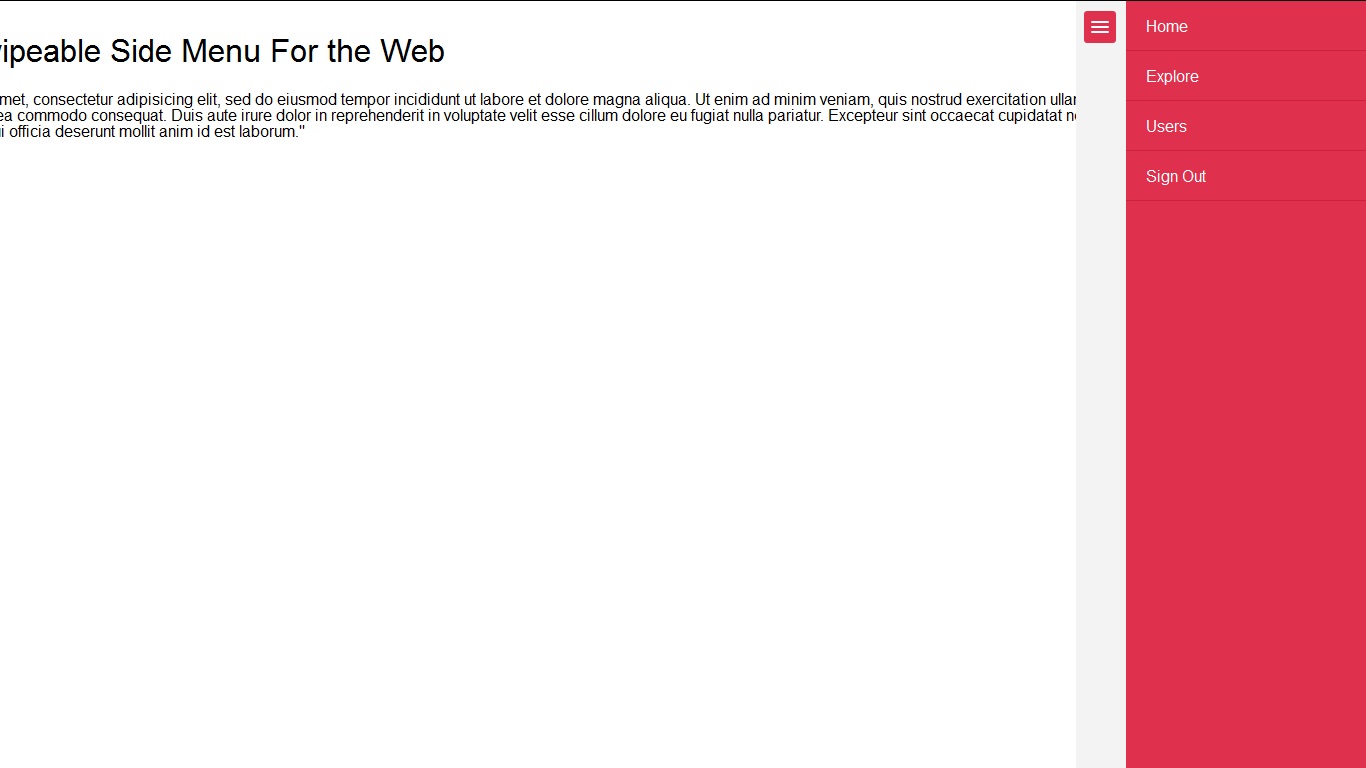 ipeable Side Menu For the Web
met, consectetur adipisicing elit, sed do eiusmod tempor incididunt ut labore et dolore magna aliqua. Ut enim ad minim veniam, quis nostrud exercitation ullar
ea commodo consequat. Duis aute irure dolor in reprehenderit in voluptate velit esse cillum dolore eu fugiat nulla pariatur. Excepteur sint occaecat cupidatat
officia deserunt mollit anim id est laborum."
Home
Explore
Users
Sign Out